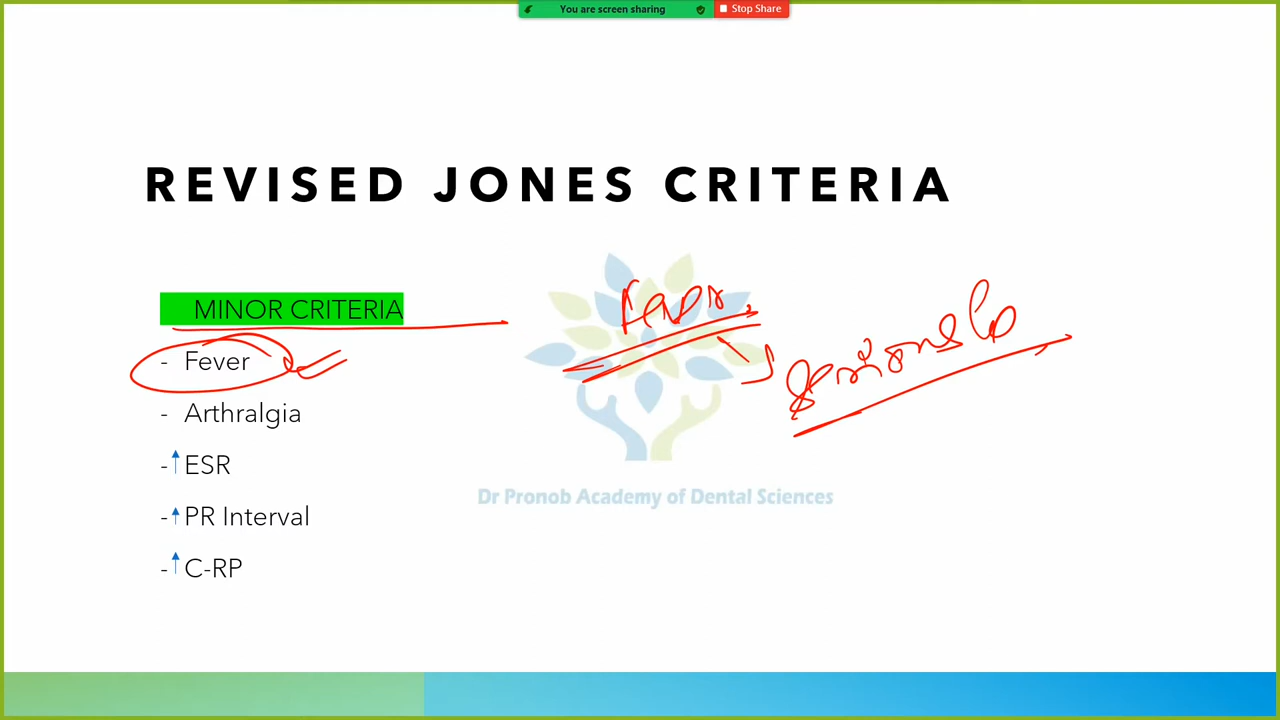 You are screen sharing
Stop Share
REVISED JONES CRITERIA
MINOR CRITERIA
- Fever
- Arthralgia
-↑ ESR
-↑ PR Interval
-↑ C-RP
Dr Pronob Academy of Dental Sciences